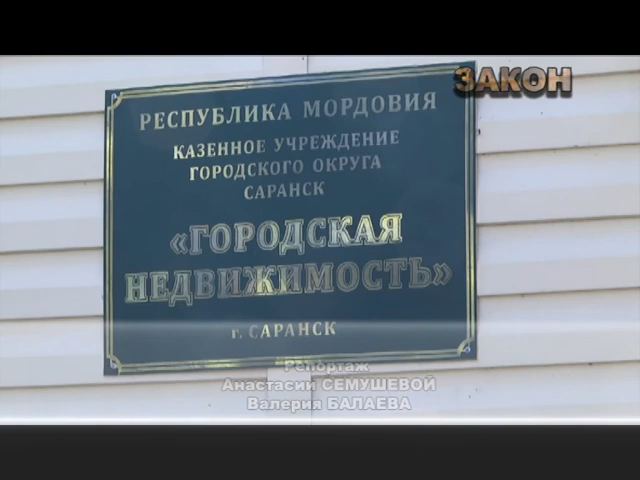 ЗАКОН
РЕСПУБЛИКА МОРДОВИЯ
КАЗЕННОЕ УЧРЕЖДЕНИЕ
ГОРОДСКОГО ОКРУГА
САРАНСК
«ГОРОДСКАЯ
НЕДВИЖИМОСТЬ»
г. САРАНСК
Репортаж
Анастасии СЕМУШЕВОЙ
Валерия БАЛАЕВА